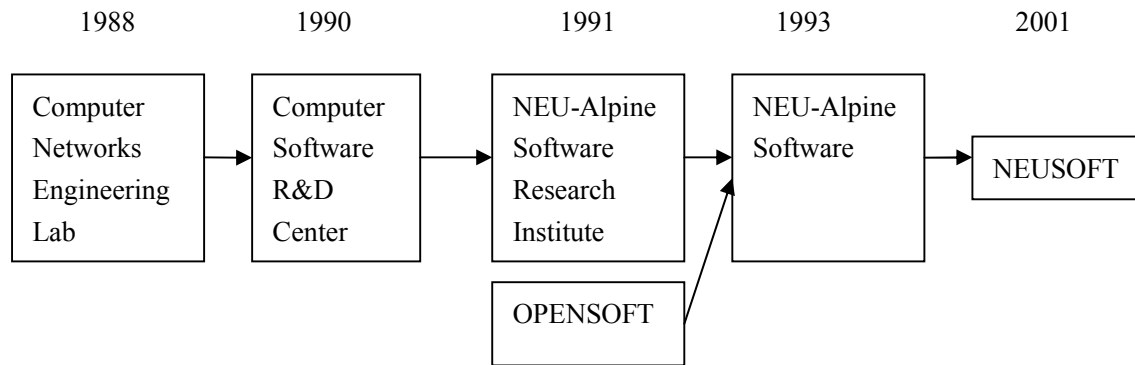 1988 1990 1991 1993 2001
Computer
Networks
Engineering
Lab
Computer
Software
R&D
Center
NEU-Alpine
Software
Research
Institute
OPENSOFT
NEU-Alpine
Software
NEUSOFT